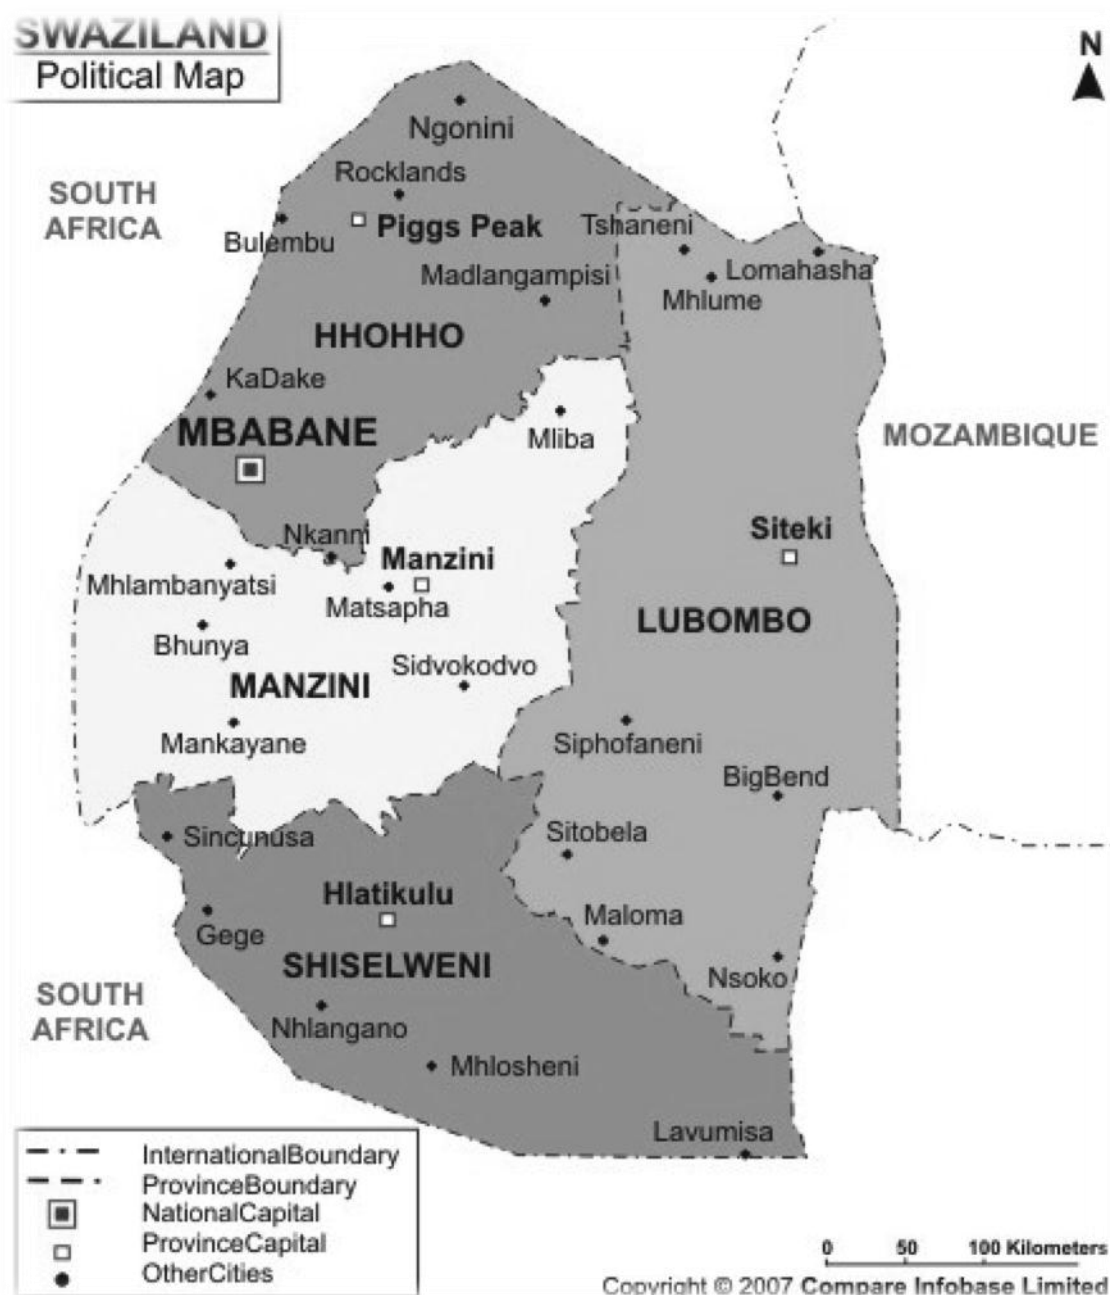 SWAZILAND
Political Map
N
Ngonini
Rocklands
SOUTH
AFRICA
Piggs Peak
Tshaneni
Bulembu
Madlangampisi
Lomahasha
Mhlume
HHOHHO
KaDake
MBABANE
Mliba
MOZAMBIQUE
Nkanm
Manzini
Siteki
Mhlambanyatsi
Matsapha
LUBOMBO
Bhunya
Sidvokodvo
MANZINI
Mankayane
Siphofaneni
BigBend
Sincunusa
Sitobela
Hlatikulu
Maloma
Gege
SHISELWENI
Nsoko
SOUTH
AFRICA
Nhlangano
Mhlosheni
Lavumisa
InternationalBoundary
ProvinceBoundary
NationalCapital
ProvinceCapital
OtherCities
0 50 100 Kilometers
Copyright © 2007 Compare Infobase Limited